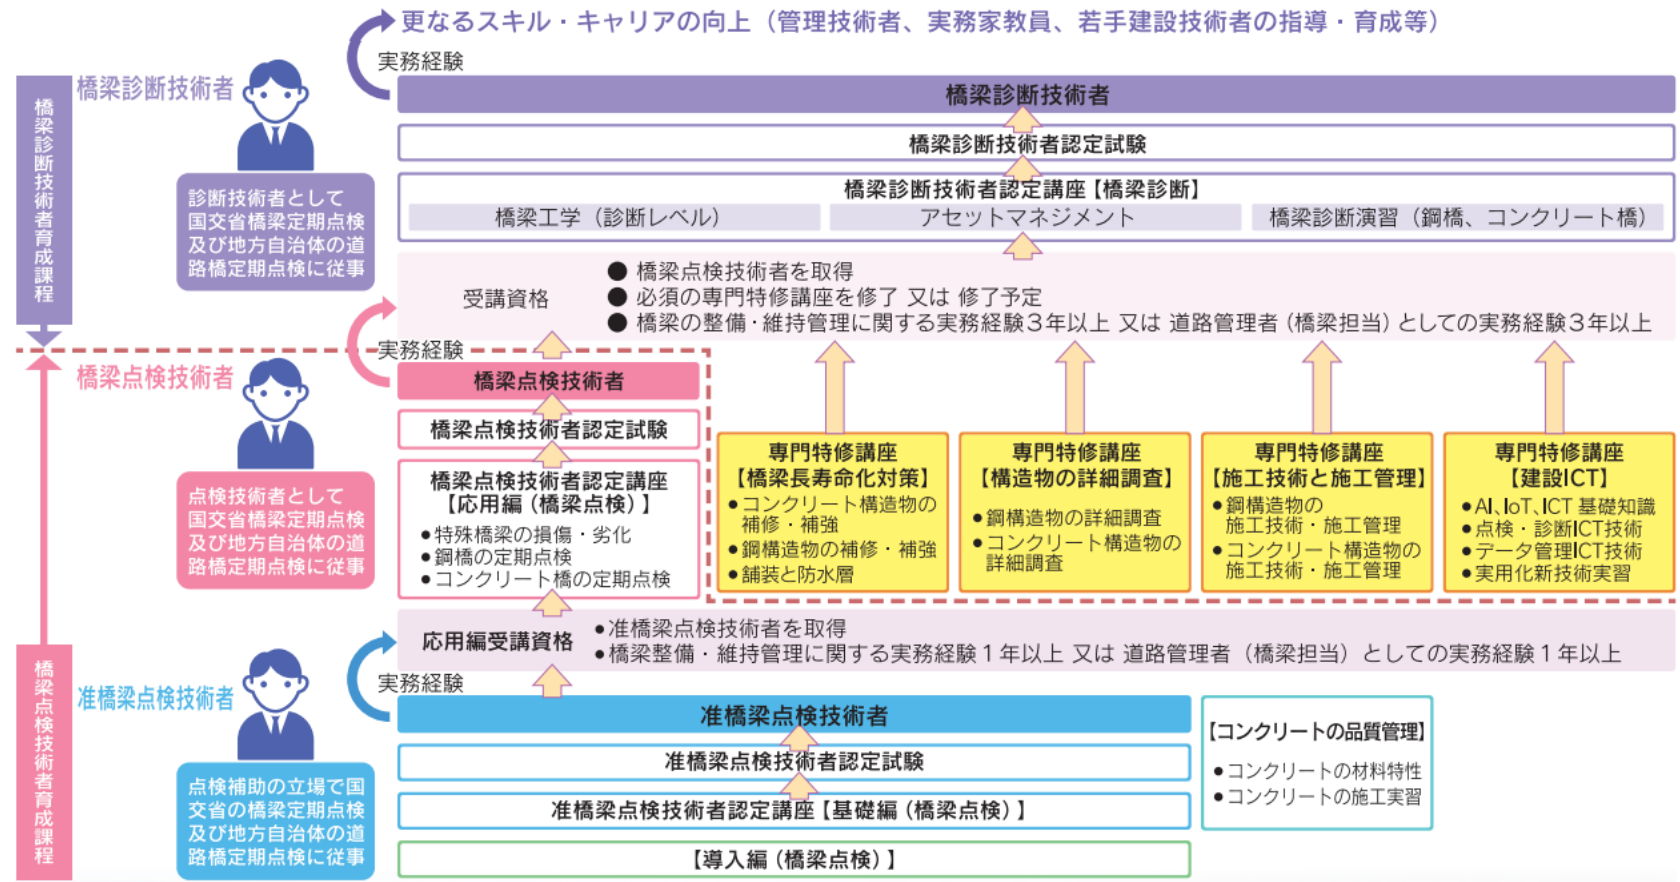 更なるスキル・キャリアの向上（管理技術者、実務家教員、若手建設技術者の指導・育成等）
実務経験
橋梁診断技術者育成課程
橋梁診断技術者
診断技術者として
国交省橋梁定期点検
及び地方自治体の道
路橋定期点検に従事
橋梁診断技術者
橋梁診断技術者認定試験
橋梁診断技術者認定講座【橋梁診断】
橋梁工学（診断レベル）
アセットマネジメント
橋梁診断演習（鋼橋、コンクリート橋）
受講資格
● 橋梁点検技術者を取得
● 必須の専門特修講座を修了 又は 修了予定
● 橋梁の整備・維持管理に関する実務経験3年以上 又は 道路管理者（橋梁担当）としての実務経験3年以上
実務経験
橋梁点検技術者
点検技術者として
国交省橋梁定期点検
及び地方自治体の道
路橋定期点検に従事
橋梁点検技術者
橋梁点検技術者認定試験
橋梁点検技術者認定講座
【応用編（橋梁点検）】
●特殊橋梁の損傷・劣化
●鋼橋の定期点検
●コンクリート橋の定期点検
専門特修講座
【橋梁長寿命化対策】
●コンクリート構造物の
補修・補強
●鋼構造物の補修・補強
●舗装と防水層
専門特修講座
【構造物の詳細調査】
●鋼構造物の詳細調査
●コンクリート構造物の
詳細調査
専門特修講座
【施工技術と施工管理】
●鋼構造物の
施工技術・施工管理
●コンクリート構造物の
施工技術・施工管理
専門特修講座
【建設ICT】
●AI、IoT、ICT 基礎知識
●点検・診断ICT技術
●データ管理ICT技術
●実用化新技術実習
応用編受講資格
●准橋梁点検技術者を取得
●橋梁整備・維持管理に関する実務経験１年以上 又は 道路管理者（橋梁担当）としての実務経験１年以上
実務経験
橋梁点検技術者育成課程
准橋梁点検技術者
点検補助の立場で国
交省の橋梁定期点検
及び地方自治体の道
路橋定期点検に従事
准橋梁点検技術者
准橋梁点検技術者認定試験
准橋梁点検技術者認定講座【基礎編（橋梁点検）】
【導入編（橋梁点検）】
【コンクリートの品質管理】
●コンクリートの材料特性
●コンクリートの施工実習